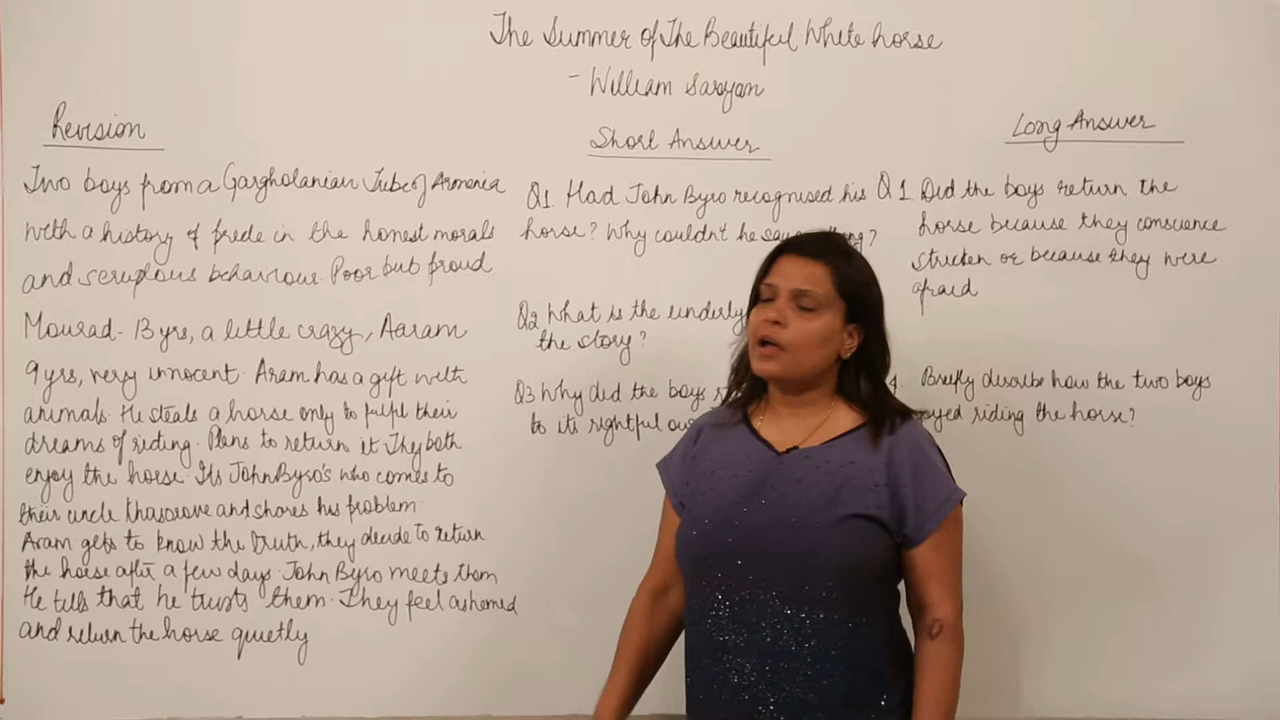 The Summer of The Beautiful White horse
- William Saroyan
Revision
Two boys from a Gargholanian Tribe of Armenia
with a history of pride in the honest morals
and scruplous behaviour. Poor but proud
Mourad - 13 yrs, a little crazy, Aaram
9 yrs, very innocent. Aram has a gift with
animals. He steals a horse only to fulfil their
dreams of riding. Plans to return it. They both
enjoy the horse. Its John Byro's who comes to
their uncle Khosrove and shares his problem.
Aram gets to know the truth, they decide to return
the horse after a few days. John Byro meets them
He tells that he trusts them. They feel ashamed
and return the horse quietly
Short Answer
Q1. Had John Byro recognised his
horse? Why couldn't he say
Q2 What is the
the story?
Q3 Why did the boys
to its rightful
Long Answer
Q1. Did the boys return the
horse because they conscience
stricken or because they were
afraid
Briefly describe how the two boys
riding the horse?